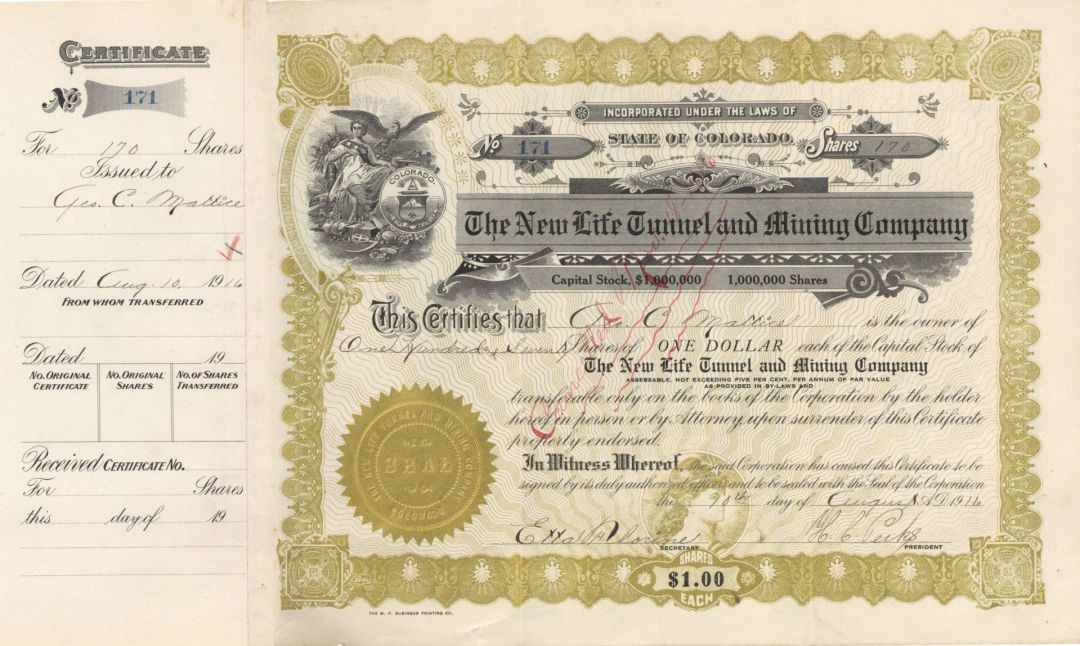 CERTIFICATE
No 171
For 170 Shares
Issued to
Geo. C. Mattice
Dated Aug. 10, 1916
FROM WHOM TRANSFERRED
Dated 19
No. ORIGINAL CERTIFICATE
No. ORIGINAL SHARES
No. OF SHARES TRANSFERRED
Received CERTIFICATE No.
For Shares
this day of 19
INCORPORATED UNDER THE LAWS OF
STATE OF COLORADO.
No 171
Shares 170
COLORADO
The New Life Tunnel and Mining Company
Capital Stock, $1,000,000 1,000,000 Shares
This Certifies that Geo. C. Mattice is the owner of
One Hundred Seventy Shares of ONE DOLLAR each of the Capital Stock of
The New Life Tunnel and Mining Company
ASSESSABLE, NOT EXCEEDING FIVE PER CENT, PER ANNUM OF PAR VALUE
AS PROVIDED IN BY-LAWS AND
transferable only on the books of the Corporation by the holder
hereof in person or by Attorney upon surrender of this Certificate
properly endorsed.
In Witness Whereof, the said Corporation has caused this Certificate to be
signed by its duly authorized officers and to be sealed with the Seal of the Corporation
this day of August A.D. 1916
THE NEW LIFE TUNNEL AND MINING COMPANY
SEAL
COLORADO
Etta
SECRETARY
H. C.
PRESIDENT
SHARES
$1.00
EACH
THE W. F. ROBINSON PRINTING CO.